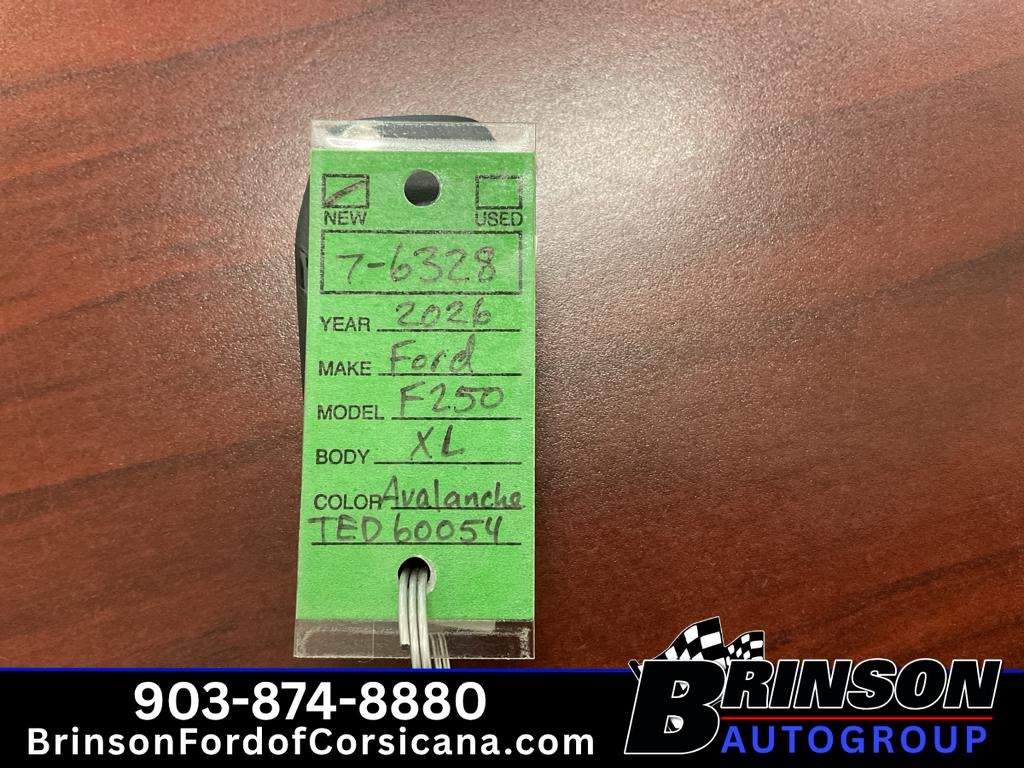 NEW USED
7-6328
YEAR 2026
MAKE Ford
MODEL F250
BODY XL
COLOR Avalanche
TED60054
903-874-8880
BrinsonFordofCorsicana.com
BRINSON
AUTOGROUP